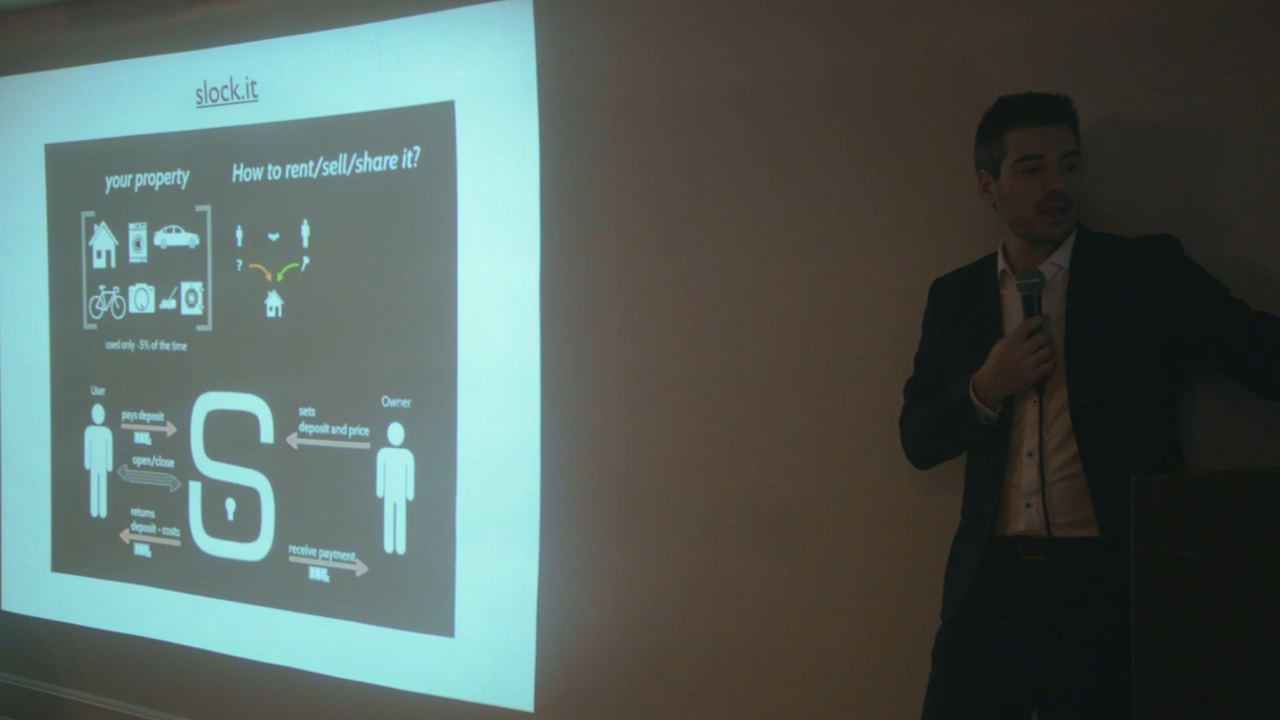 slock.it
your property
How to rent/sell/share it?
?
?
used only ~5% of the time
User
pays deposit
open/close
returns
deposit - costs
S
sets
deposit and price
Owner
receive payment